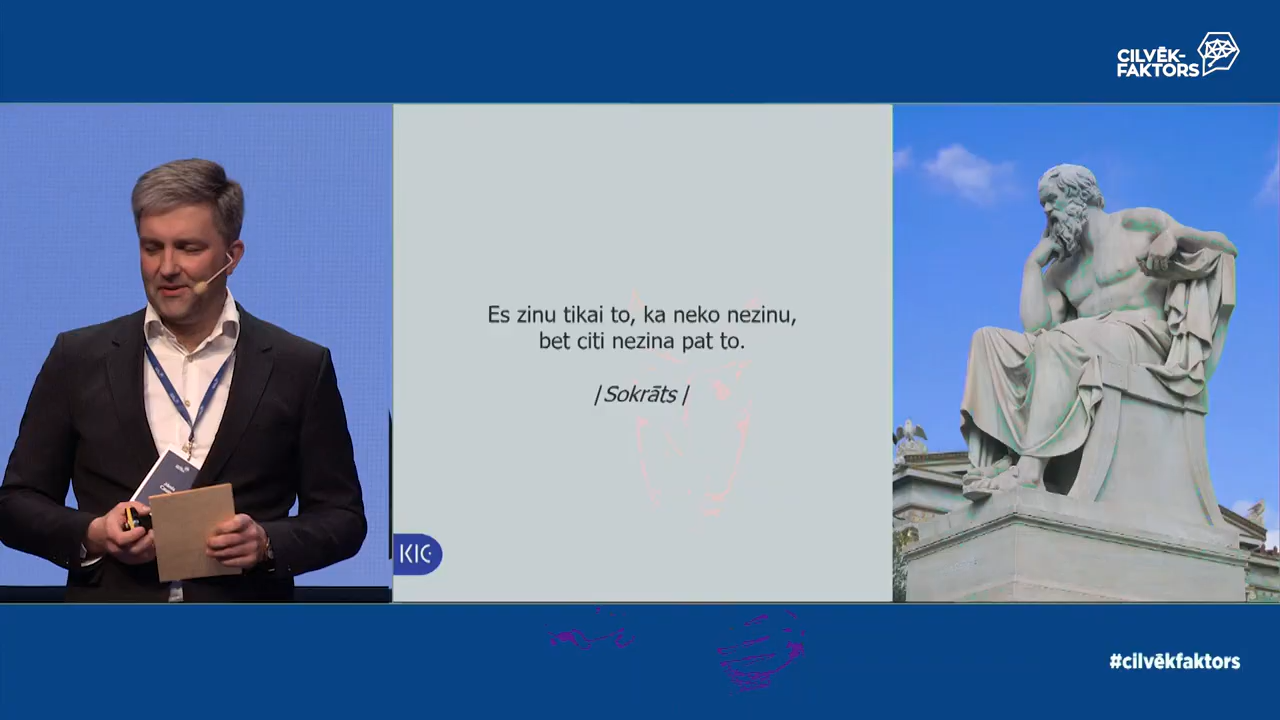 CILVĒK-
FAKTORS
Es zinu tikai to, ka neko nezinu,
bet citi nezina pat to.
|Sokrāts|
KIC
#cilvēkfaktors